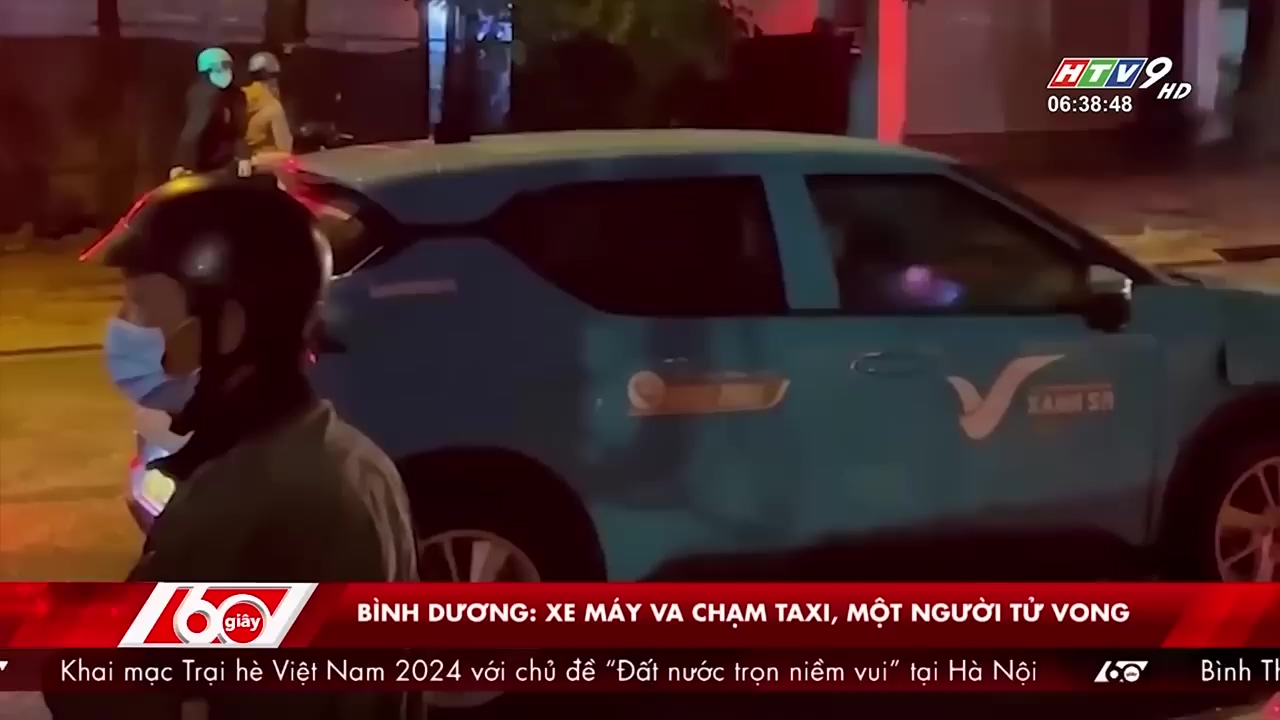 HTV9 HD
06:38:48
XANH SM
60 giây
BÌNH DƯƠNG: XE MÁY VA CHẠM TAXI, MỘT NGƯỜI TỬ VONG
Khai mạc Trại hè Việt Nam 2024 với chủ đề “Đất nước trọn niềm vui” tại Hà Nội
60 giây
Bình